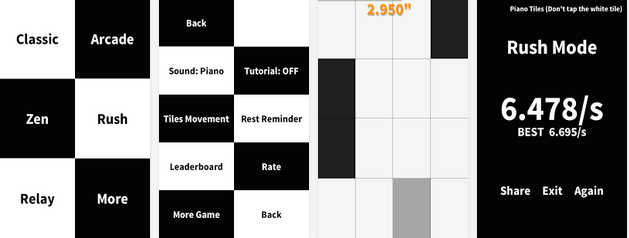 Classic Arcade
Zen Rush
Relay More
Back
Sound: Piano Tutorial: OFF
Tiles Movement Rest Reminder
Leaderboard Rate
More Game Back
2.950"
Piano Tiles (Don't tap the white tile)
Rush Mode
6.478/s
BEST 6.695/s
Share Exit Again